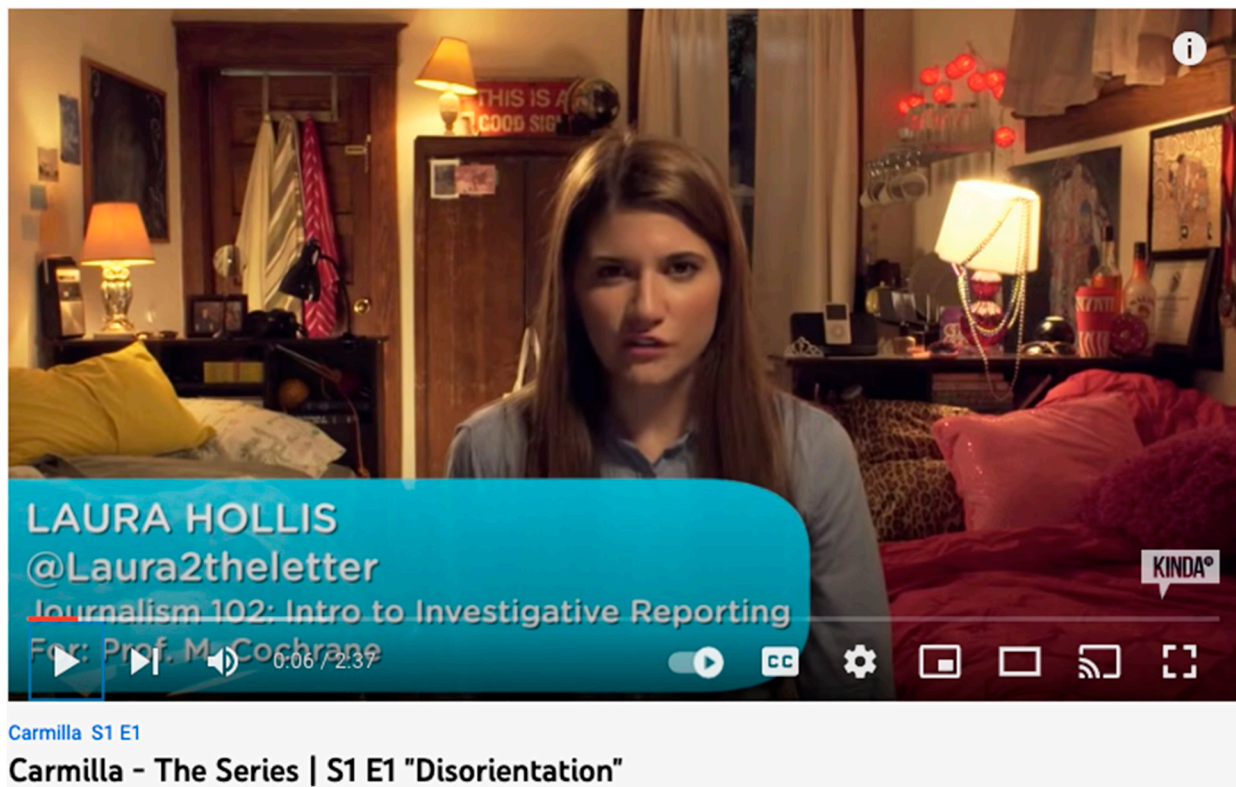 THIS IS A
GOOD SIGN
LAURA HOLLIS
@Laura2theletter
Journalism 102: Intro to Investigative Reporting
For: Prof. M. Cochrane
KINDA
0:06 / 2:37
CC
Carmilla S1 E1
Carmilla - The Series | S1 E1 "Disorientation"